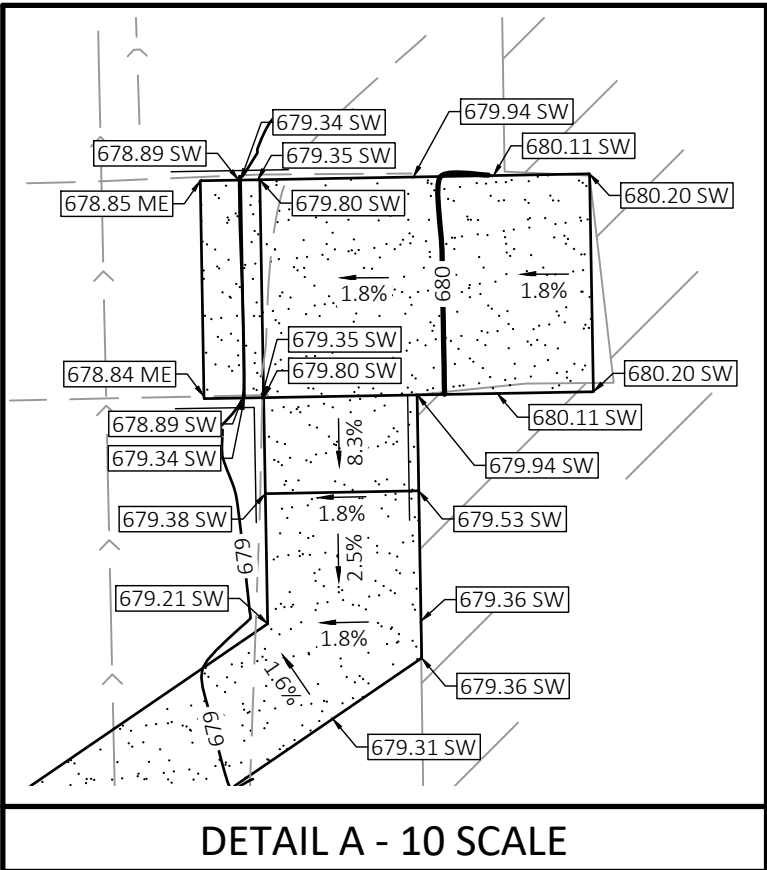 679.94 SW
679.34 SW
680.11 SW
678.89 SW
679.35 SW
680.20 SW
678.85 ME
679.80 SW
680
1.8%
1.8%
679.35 SW
679.80 SW
678.84 ME
680.20 SW
680.11 SW
678.89 SW
8.3%
679.34 SW
679.94 SW
679.38 SW
1.8%
679.53 SW
679
2.5%
679.21 SW
679.36 SW
1.8%
1.6%
679.36 SW
679
679.31 SW
DETAIL A - 10 SCALE